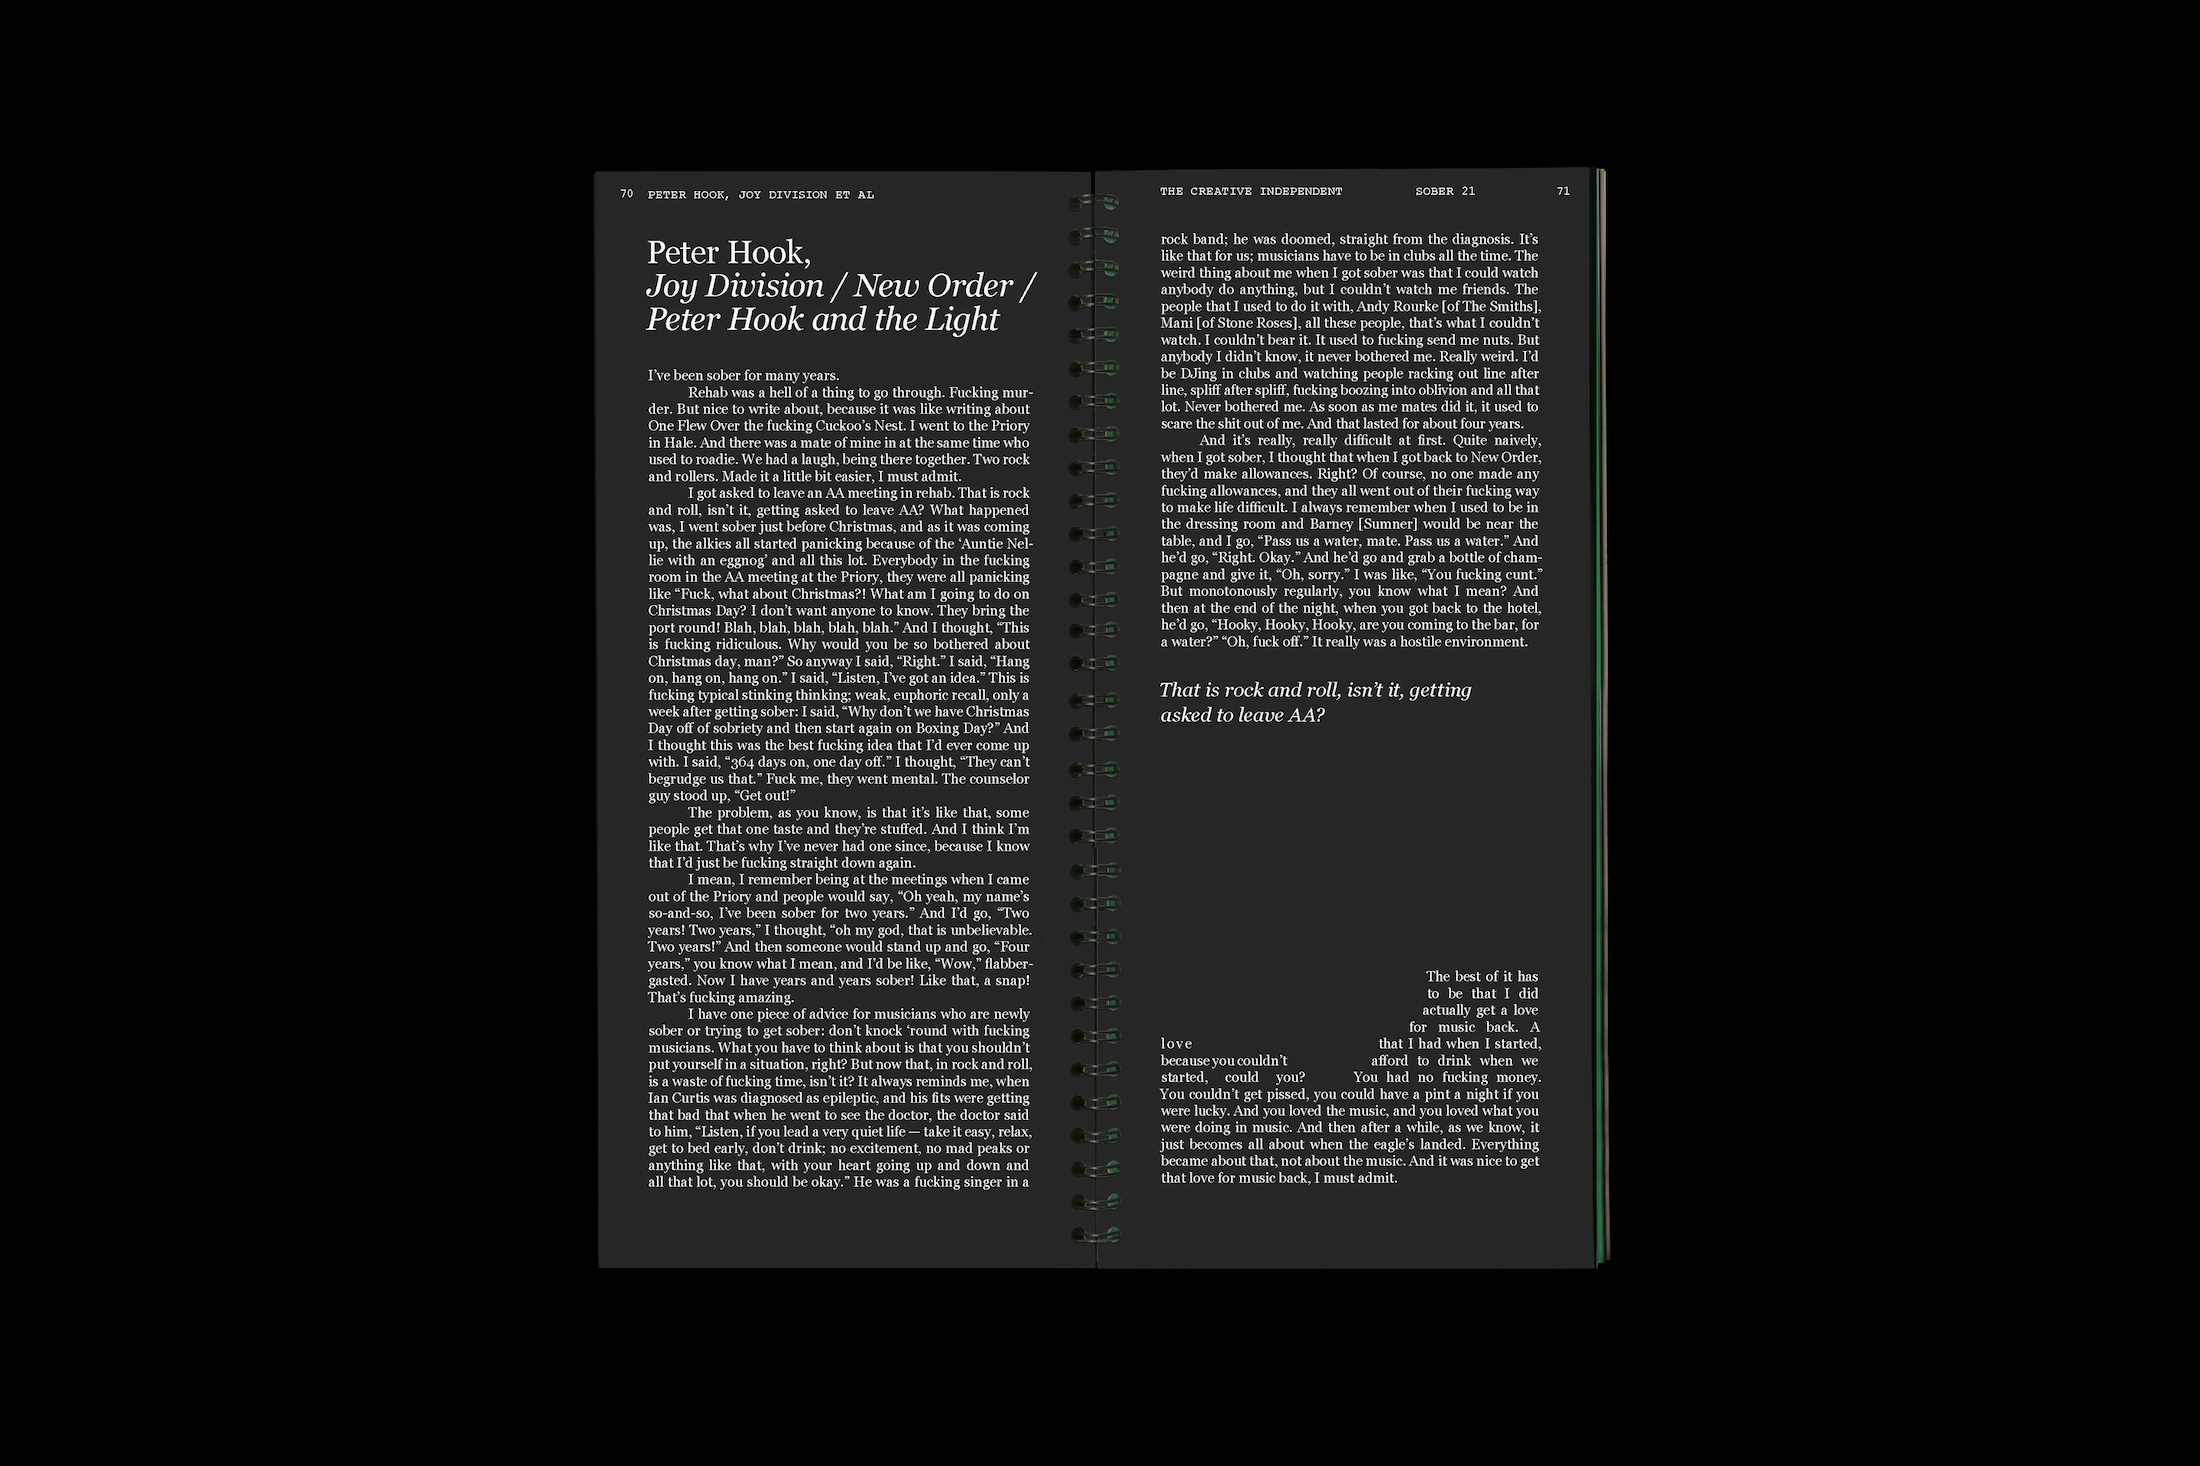 70 PETER HOOK, JOY DIVISION ET AL
Peter Hook,
Joy Division / New Order /
Peter Hook and the Light
I’ve been sober for many years.
Rehab was a hell of a thing to go through. Fucking mur-
der. But nice to write about, because it was like writing about
One Flew Over the fucking Cuckoo’s Nest. I went to the Priory
in Hale. And there was a mate of mine in at the same time who
used to roadie. We had a laugh, being there together. Two rock
and rollers. Made it a little bit easier, I must admit.
I got asked to leave an AA meeting in rehab. That is rock
and roll, isn’t it, getting asked to leave AA? What happened
was, I went sober just before Christmas, and as it was coming
up, the alkies all started panicking because of the ‘Auntie Nel-
lie with an eggnog’ and all this lot. Everybody in the fucking
room in the AA meeting at the Priory, they were all panicking
like “Fuck, what about Christmas?! What am I going to do on
Christmas Day? I don’t want anyone to know. They bring the
port round! Blah, blah, blah, blah, blah.” And I thought, “This
is fucking ridiculous. Why would you be so bothered about
Christmas day, man?” So anyway I said, “Right.” I said, “Hang
on, hang on, hang on.” I said, “Listen, I’ve got an idea.” This is
fucking typical stinking thinking; weak, euphoric recall, only a
week after getting sober: I said, “Why don’t we have Christmas
Day off of sobriety and then start again on Boxing Day?” And
I thought this was the best fucking idea that I’d ever come up
with. I said, “364 days on, one day off.” I thought, “They can’t
begrudge us that.” Fuck me, they went mental. The counselor
guy stood up, “Get out!”
The problem, as you know, is that it’s like that, some
people get that one taste and they’re stuffed. And I think I’m
like that. That’s why I’ve never had one since, because I know
that I’d just be fucking straight down again.
I mean, I remember being at the meetings when I came
out of the Priory and people would say, “Oh yeah, my name’s
so-and-so, I’ve been sober for two years.” And I’d go, “Two
years! Two years,” I thought, “oh my god, that is unbelievable.
Two years!” And then someone would stand up and go, “Four
years,” you know what I mean, and I’d be like, “Wow,” flabber-
gasted. Now I have years and years sober! Like that, a snap!
That’s fucking amazing.
I have one piece of advice for musicians who are newly
sober or trying to get sober: don’t knock ‘round with fucking
musicians. What you have to think about is that you shouldn’t
put yourself in a situation, right? But now that, in rock and roll,
is a waste of fucking time, isn’t it? It always reminds me, when
Ian Curtis was diagnosed as epileptic, and his fits were getting
that bad that when he went to see the doctor, the doctor said
to him, “Listen, if you lead a very quiet life — take it easy, relax,
get to bed early, don’t drink; no excitement, no mad peaks or
anything like that, with your heart going up and down and
all that lot, you should be okay.” He was a fucking singer in a
THE CREATIVE INDEPENDENT SOBER 21 71
rock band; he was doomed, straight from the diagnosis. It’s
like that for us; musicians have to be in clubs all the time. The
weird thing about me when I got sober was that I could watch
anybody do anything, but I couldn’t watch me friends. The
people that I used to do it with, Andy Rourke [of The Smiths],
Mani [of Stone Roses], all these people, that’s what I couldn’t
watch. I couldn’t bear it. It used to fucking send me nuts. But
anybody I didn’t know, it never bothered me. Really weird. I’d
be DJing in clubs and watching people racking out line after
line, spliff after spliff, fucking boozing into oblivion and all that
lot. Never bothered me. As soon as me mates did it, it used to
scare the shit out of me. And that lasted for about four years.
And it’s really, really difficult at first. Quite naively,
when I got sober, I thought that when I got back to New Order,
they’d make allowances. Right? Of course, no one made any
fucking allowances, and they all went out of their fucking way
to make life difficult. I always remember when I used to be in
the dressing room and Barney [Sumner] would be near the
table, and I go, “Pass us a water, mate. Pass us a water.” And
he’d go, “Right. Okay.” And he’d go and grab a bottle of cham-
pagne and give it, “Oh, sorry.” I was like, “You fucking cunt.”
But monotonously regularly, you know what I mean? And
then at the end of the night, when you got back to the hotel,
he’d go, “Hooky, Hooky, Hooky, are you coming to the bar, for
a water?” “Oh, fuck off.” It really was a hostile environment.
That is rock and roll, isn’t it, getting
asked to leave AA?
The best of it has
to be that I did
actually get a love
for music back. A
love that I had when I started,
because you couldn’t afford to drink when we
started, could you? You had no fucking money.
You couldn’t get pissed, you could have a pint a night if you
were lucky. And you loved the music, and you loved what you
were doing in music. And then after a while, as we know, it
just becomes all about when the eagle’s landed. Everything
became about that, not about the music. And it was nice to get
that love for music back, I must admit.